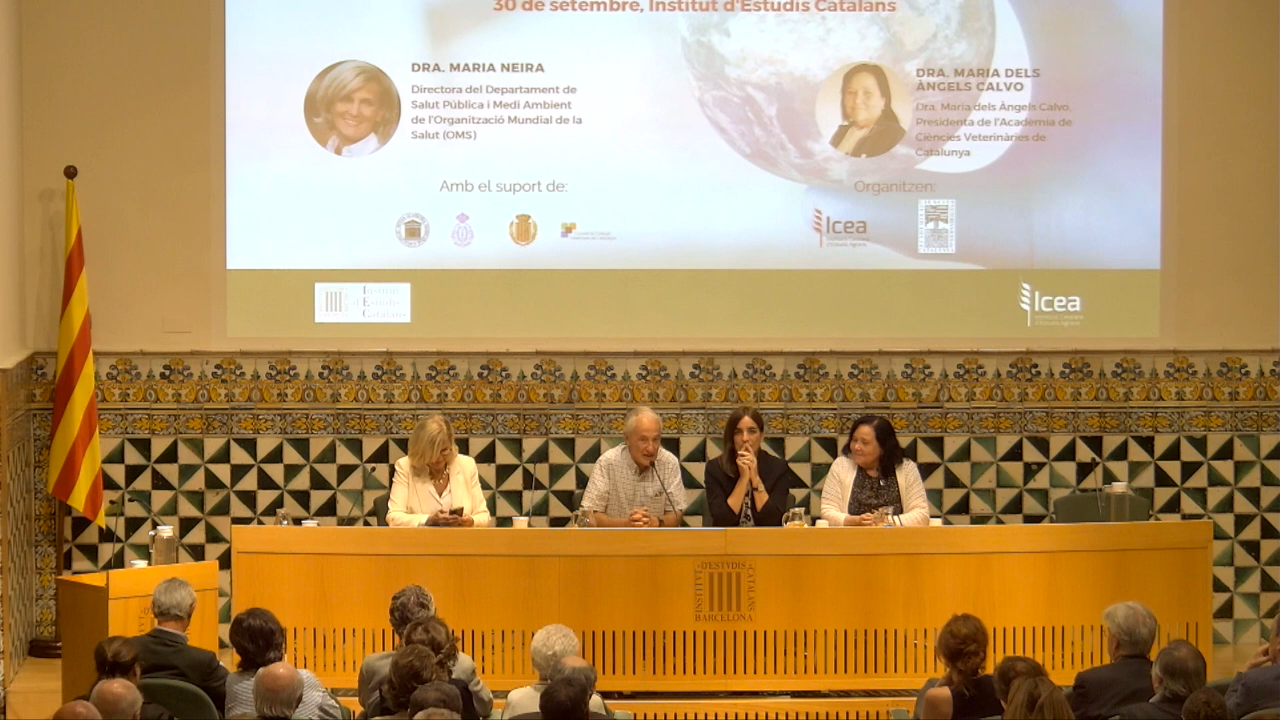 30 de setembre, Institut d'Estudis Catalans
DRA. MARIA NEIRA
Directora del Departament de
Salut Pública i Medi Ambient
de l'Organització Mundial de la
Salut (OMS)
DRA. MARIA DELS
ÀNGELS CALVO
Dra. Maria dels Àngels Calvo,
Presidenta de l'Acadèmia de
Ciències Veterinàries de
Catalunya
Amb el suport de:
Organitzen:
Icea
Institut
d'Estudis
Catalans
Icea
INSTITUT
D'ESTVDIS
CATALANS
BARCELONA